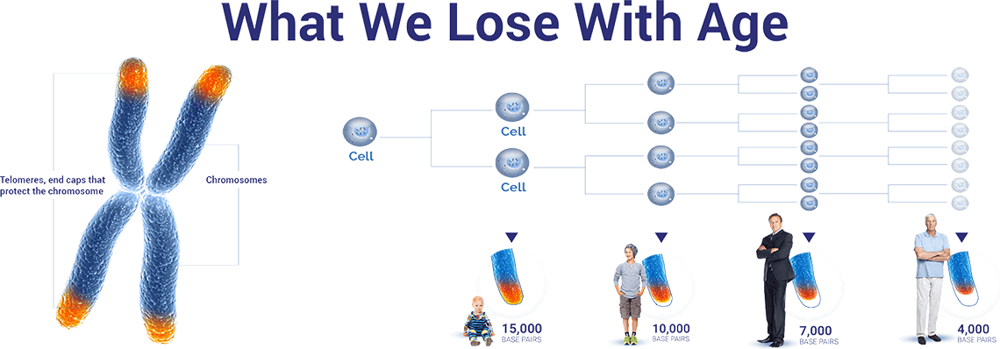 What We Lose With Age
Telomeres, end caps that
protect the chromosome
Chromosomes
Cell
Cell
Cell
15,000
BASE PAIRS
10,000
BASE PAIRS
7,000
BASE PAIRS
4,000
BASE PAIRS